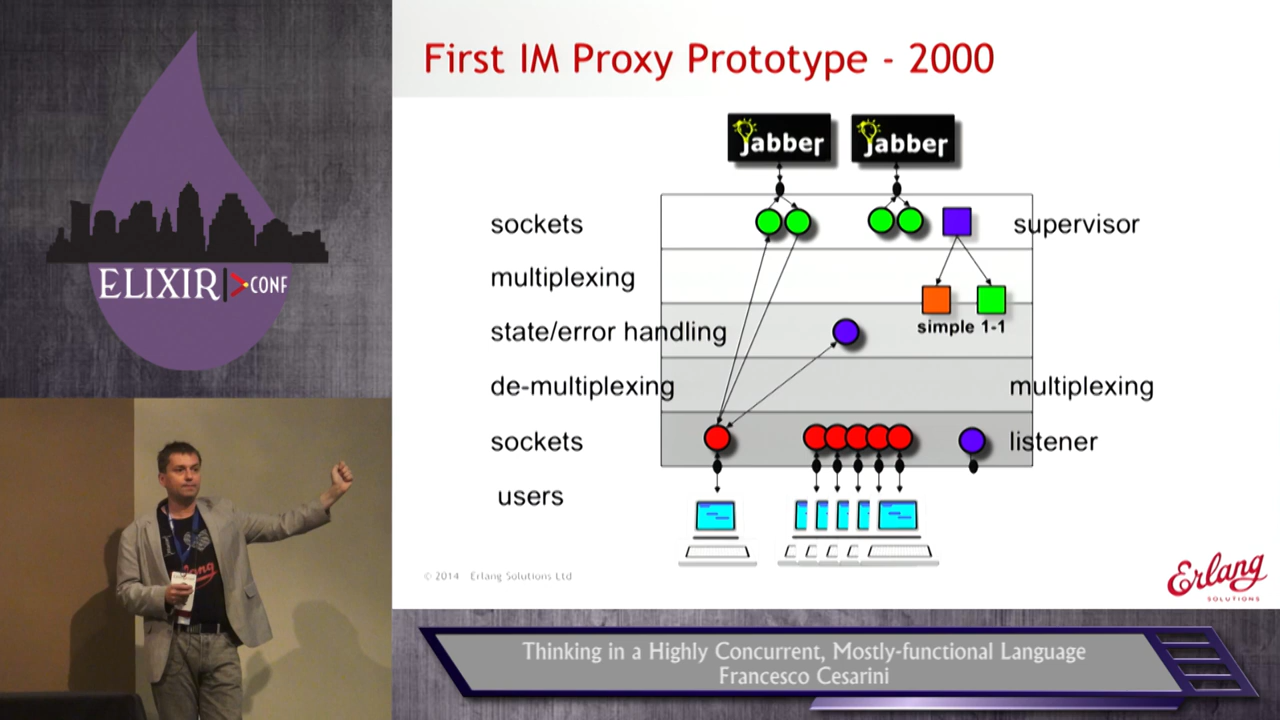 First IM Proxy Prototype - 2000
jabber
jabber
sockets
supervisor
multiplexing
simple 1-1
state/error handling
de-multiplexing
multiplexing
sockets
listener
users
© 2014 Erlang Solutions Ltd
Erlang
SOLUTIONS
ELIXIR CONF
Thinking in a Highly Concurrent, Mostly-functional Language
Francesco Cesarini